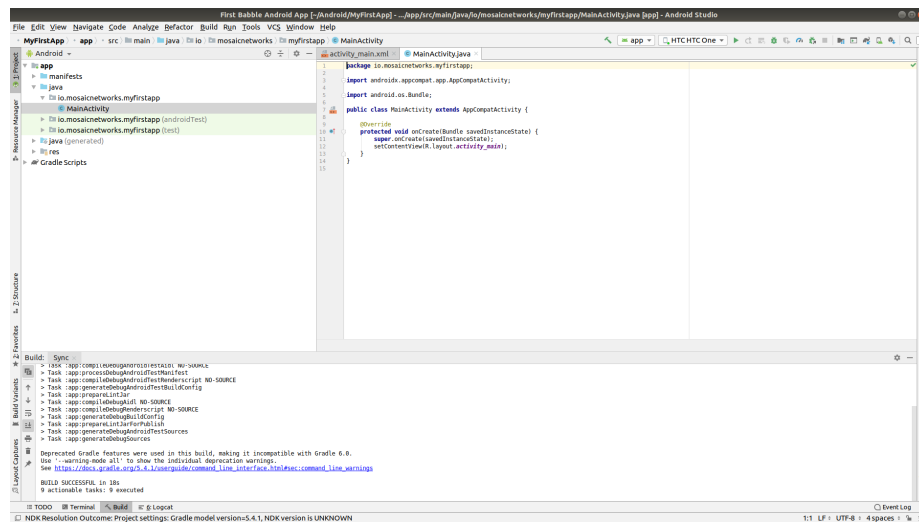 First Babble Android App [~/Android/MyFirstApp] - .../app/src/main/java/io/mosaicnetworks/myfirstapp/MainActivity.java [app] - Android Studio
File Edit View Navigate Code Analyze Refactor Build Run Tools VCS Window Help
MyFirstApp app src main java io mosaicnetworks myfirstapp MainActivity
app HTC HTC One
Android
activity_main.xml MainActivity.java
1: Project
Resource Manager
app
manifests
java
io.mosaicnetworks.myfirstapp
MainActivity
io.mosaicnetworks.myfirstapp (androidTest)
io.mosaicnetworks.myfirstapp (test)
java (generated)
res
Gradle Scripts
1 package io.mosaicnetworks.myfirstapp;
2
3 import androidx.appcompat.app.AppCompatActivity;
4
5 import android.os.Bundle;
6
7 public class MainActivity extends AppCompatActivity {
8
9 @Override
10 protected void onCreate(Bundle savedInstanceState) {
11 super.onCreate(savedInstanceState);
12 setContentView(R.layout.activity_main);
13 }
14 }
15
Z: Structure
2: Favorites
Build Variants
Layout Captures
Build: Sync
> Task :app:compileDebugAndroidTestAidl NO-SOURCE
> Task :app:processDebugAndroidTestManifest
> Task :app:compileDebugAndroidTestRenderscript NO-SOURCE
> Task :app:generateDebugAndroidTestBuildConfig
> Task :app:prepareLintJar
> Task :app:compileDebugAidl NO-SOURCE
> Task :app:compileDebugRenderscript NO-SOURCE
> Task :app:generateDebugBuildConfig
> Task :app:prepareLintJarForPublish
> Task :app:generateDebugAndroidTestSources
> Task :app:generateDebugSources
Deprecated Gradle features were used in this build, making it incompatible with Gradle 6.0.
Use '--warning-mode all' to show the individual deprecation warnings.
See https://docs.gradle.org/5.4.1/userguide/command_line_interface.html#sec:command_line_warnings
BUILD SUCCESSFUL in 18s
9 actionable tasks: 9 executed
TODO Terminal Build 6: Logcat Event Log
NDK Resolution Outcome: Project settings: Gradle model version=5.4.1, NDK version is UNKNOWN 1:1 LF UTF-8 4 spaces